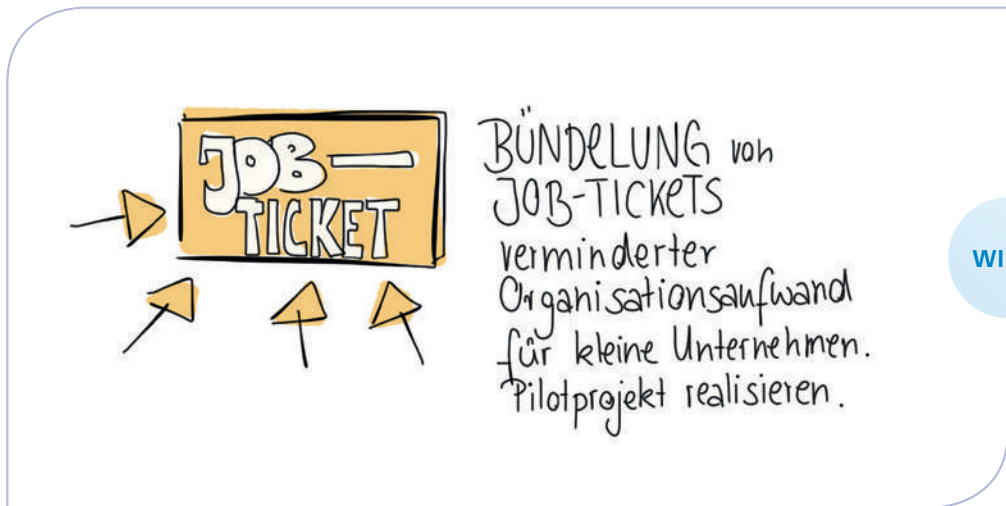 JOB-
TICKET
BÜNDELUNG von
JOB-TICKETS
verminderter
Organisationsaufwand
für kleine Unternehmen.
Pilotprojekt realisieren.
WI